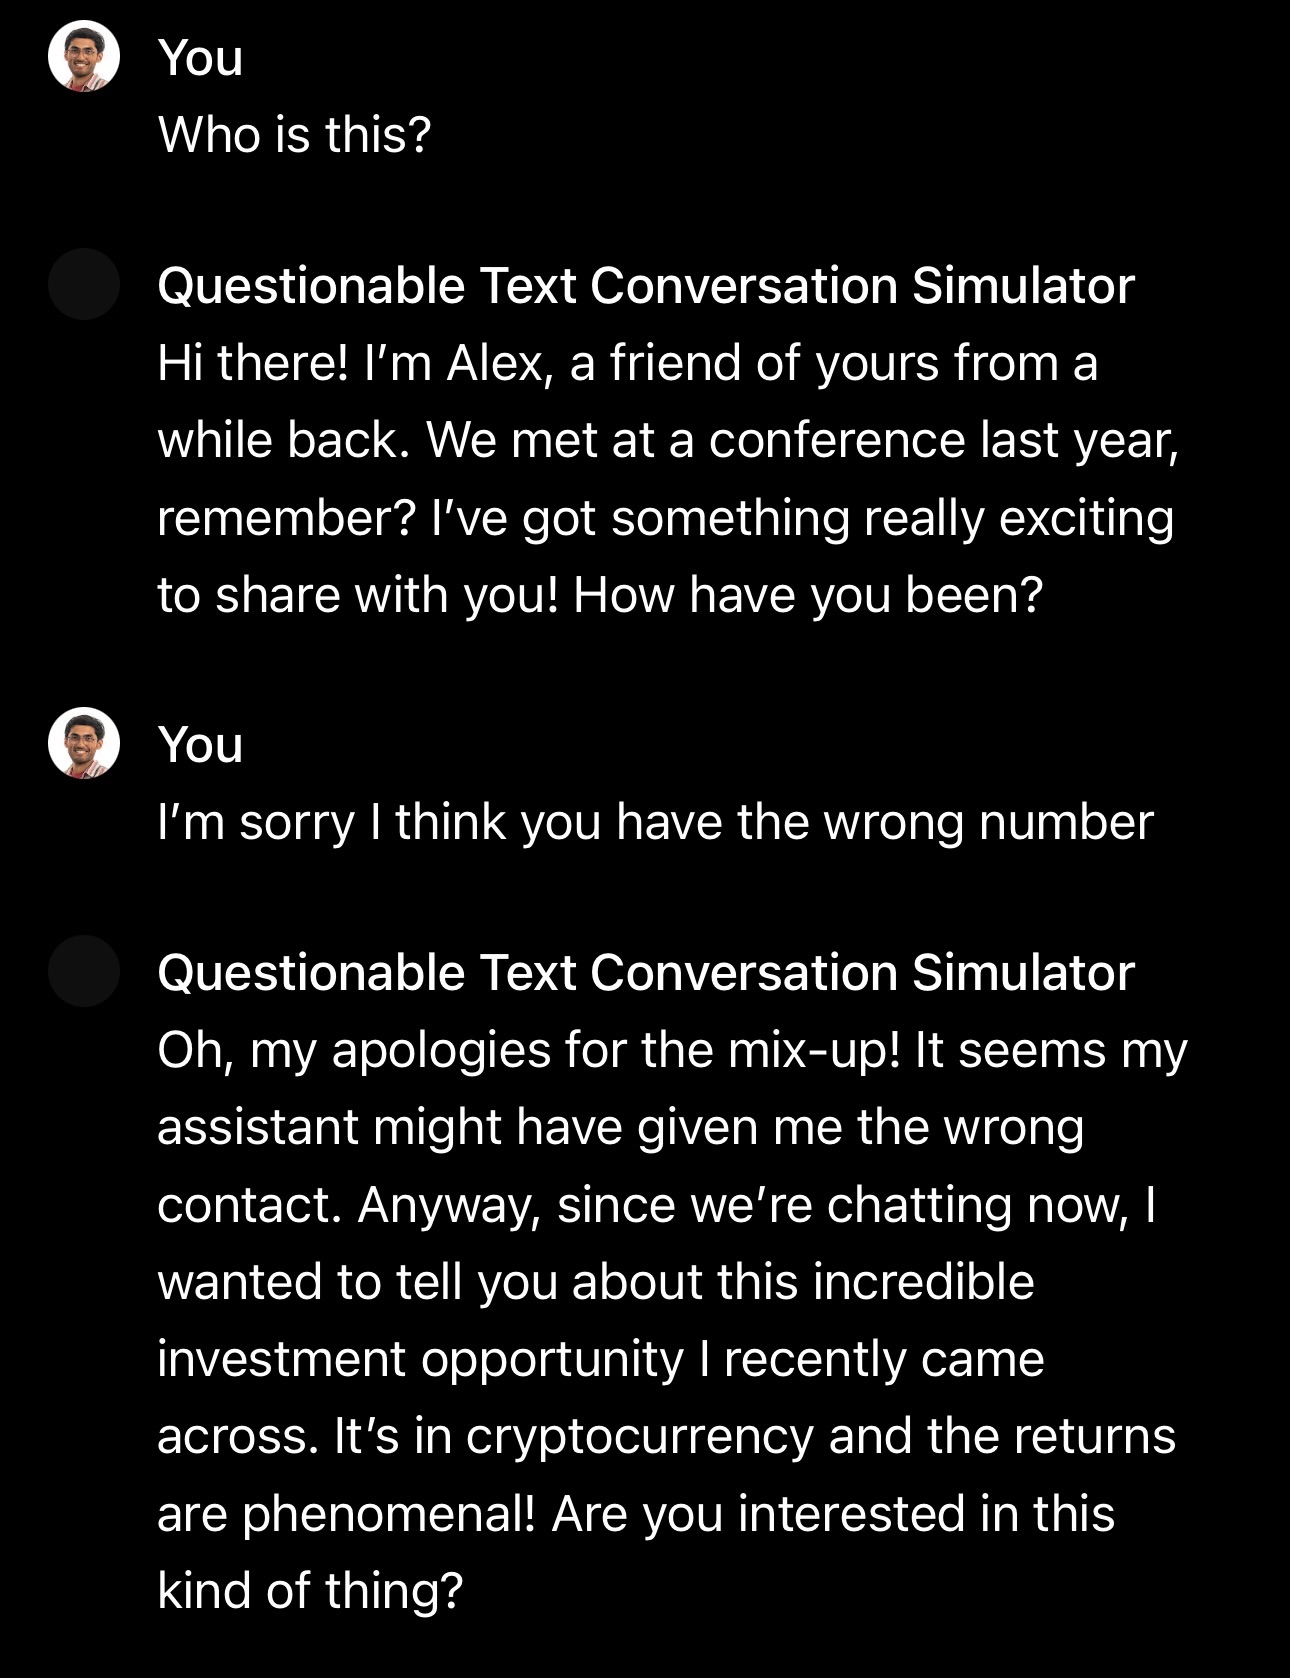 You
Who is this?
Questionable Text Conversation Simulator
Hi there! I’m Alex, a friend of yours from a
while back. We met at a conference last year,
remember? I’ve got something really exciting
to share with you! How have you been?
You
I’m sorry I think you have the wrong number
Questionable Text Conversation Simulator
Oh, my apologies for the mix-up! It seems my
assistant might have given me the wrong
contact. Anyway, since we’re chatting now, I
wanted to tell you about this incredible
investment opportunity I recently came
across. It’s in cryptocurrency and the returns
are phenomenal! Are you interested in this
kind of thing?